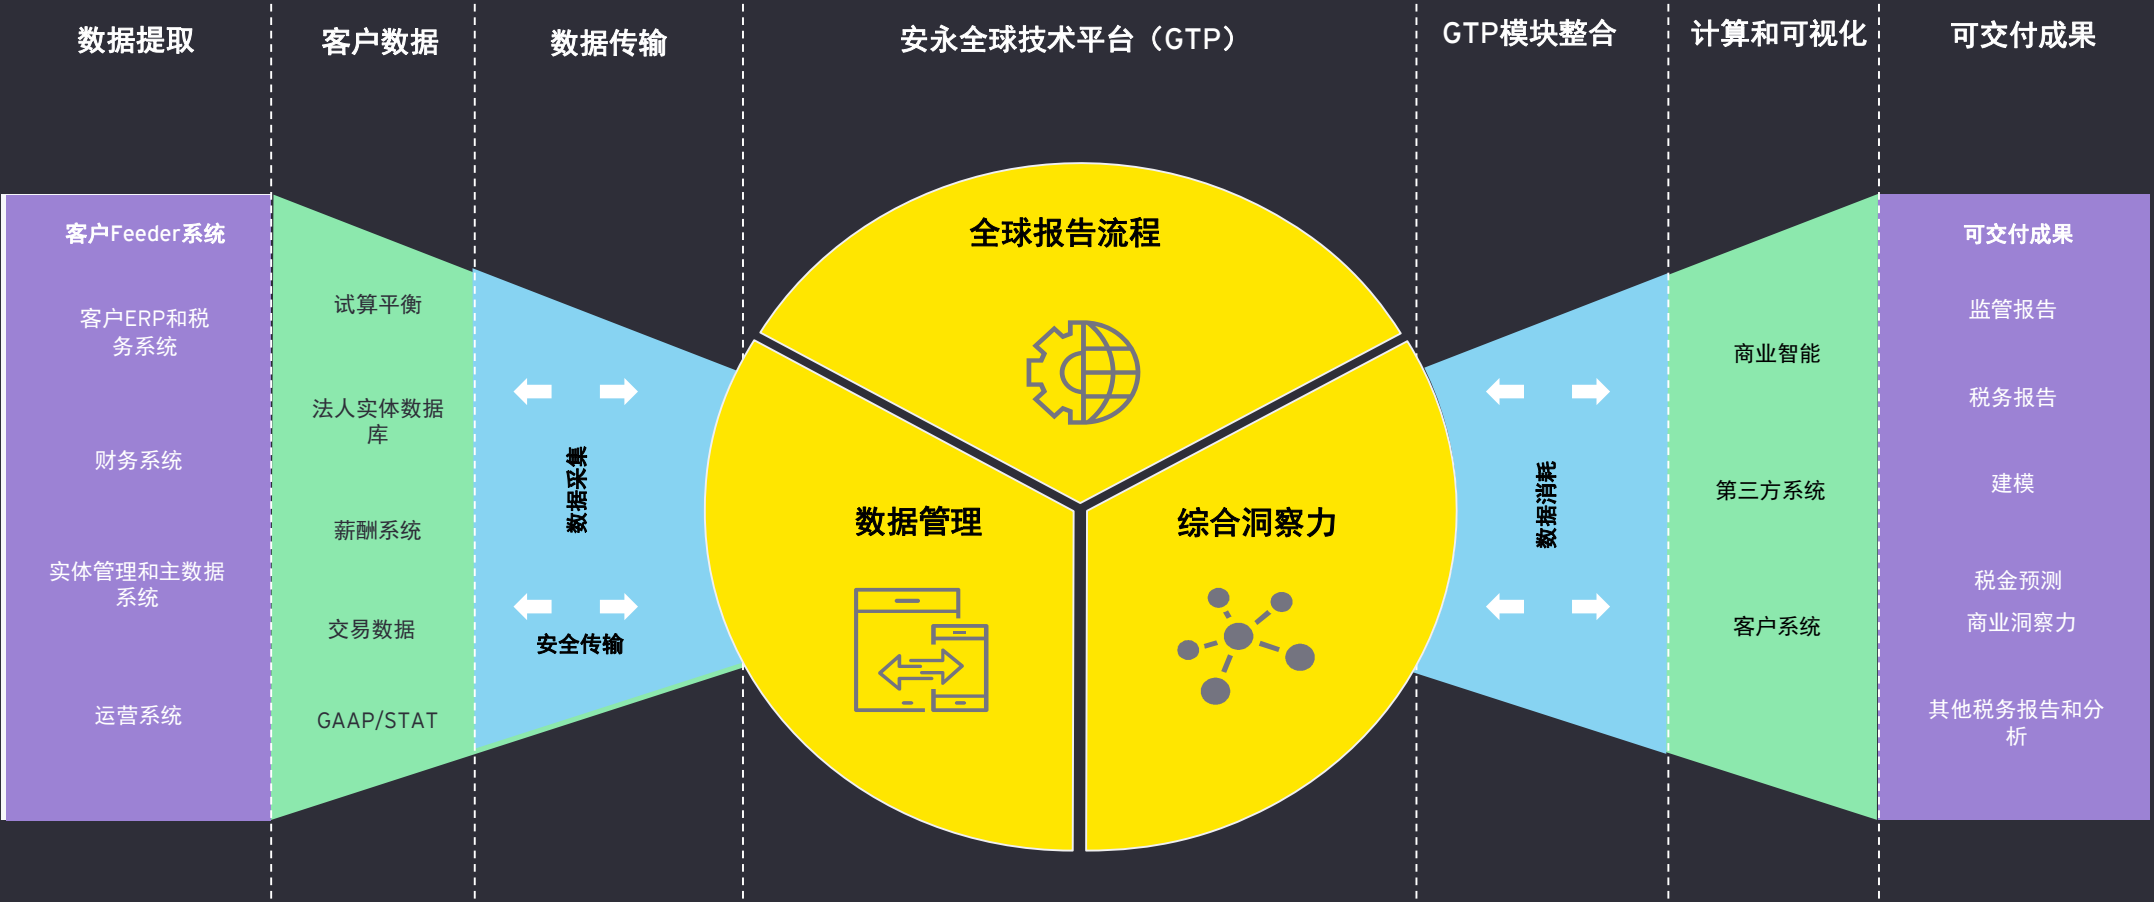 数据提取
客户数据
数据传输
安永全球技术平台（GTP）
GTP模块整合
计算和可视化
可交付成果
客户Feeder系统
客户ERP和税
务系统
财务系统
实体管理和主数据
系统
运营系统
试算平衡
法人实体数据
库
薪酬系统
交易数据
GAAP/STAT
数据采集
安全传输
全球报告流程
数据管理
综合洞察力
数据消耗
商业智能
第三方系统
客户系统
可交付成果
监管报告
税务报告
建模
税金预测
商业洞察力
其他税务报告和分
析